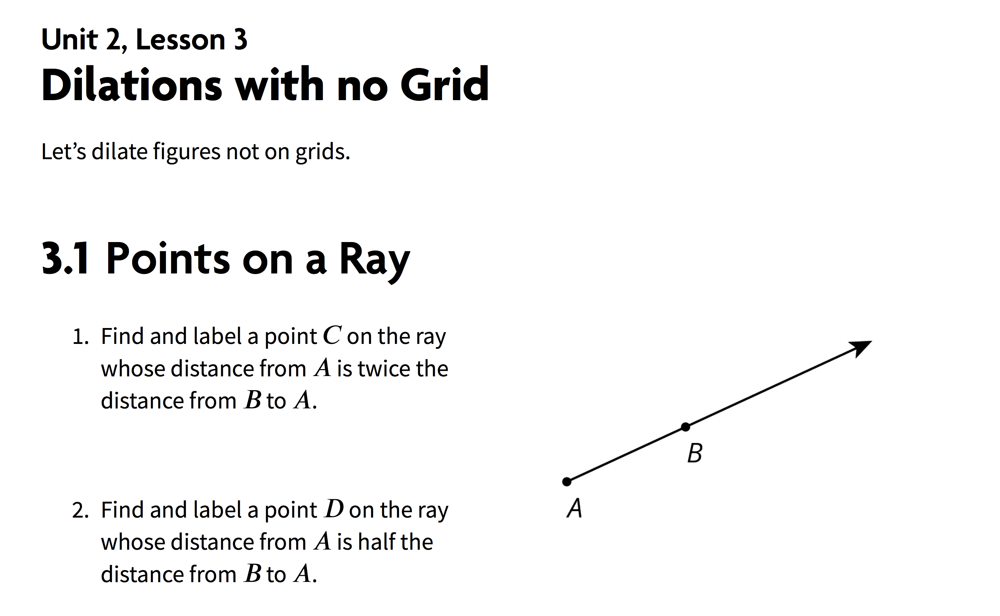 Unit 2, Lesson 3
Dilations with no Grid
Let’s dilate figures not on grids.
3.1 Points on a Ray
1. Find and label a point C on the ray
whose distance from A is twice the
distance from B to A.
2. Find and label a point D on the ray
whose distance from A is half the
distance from B to A.
B
A